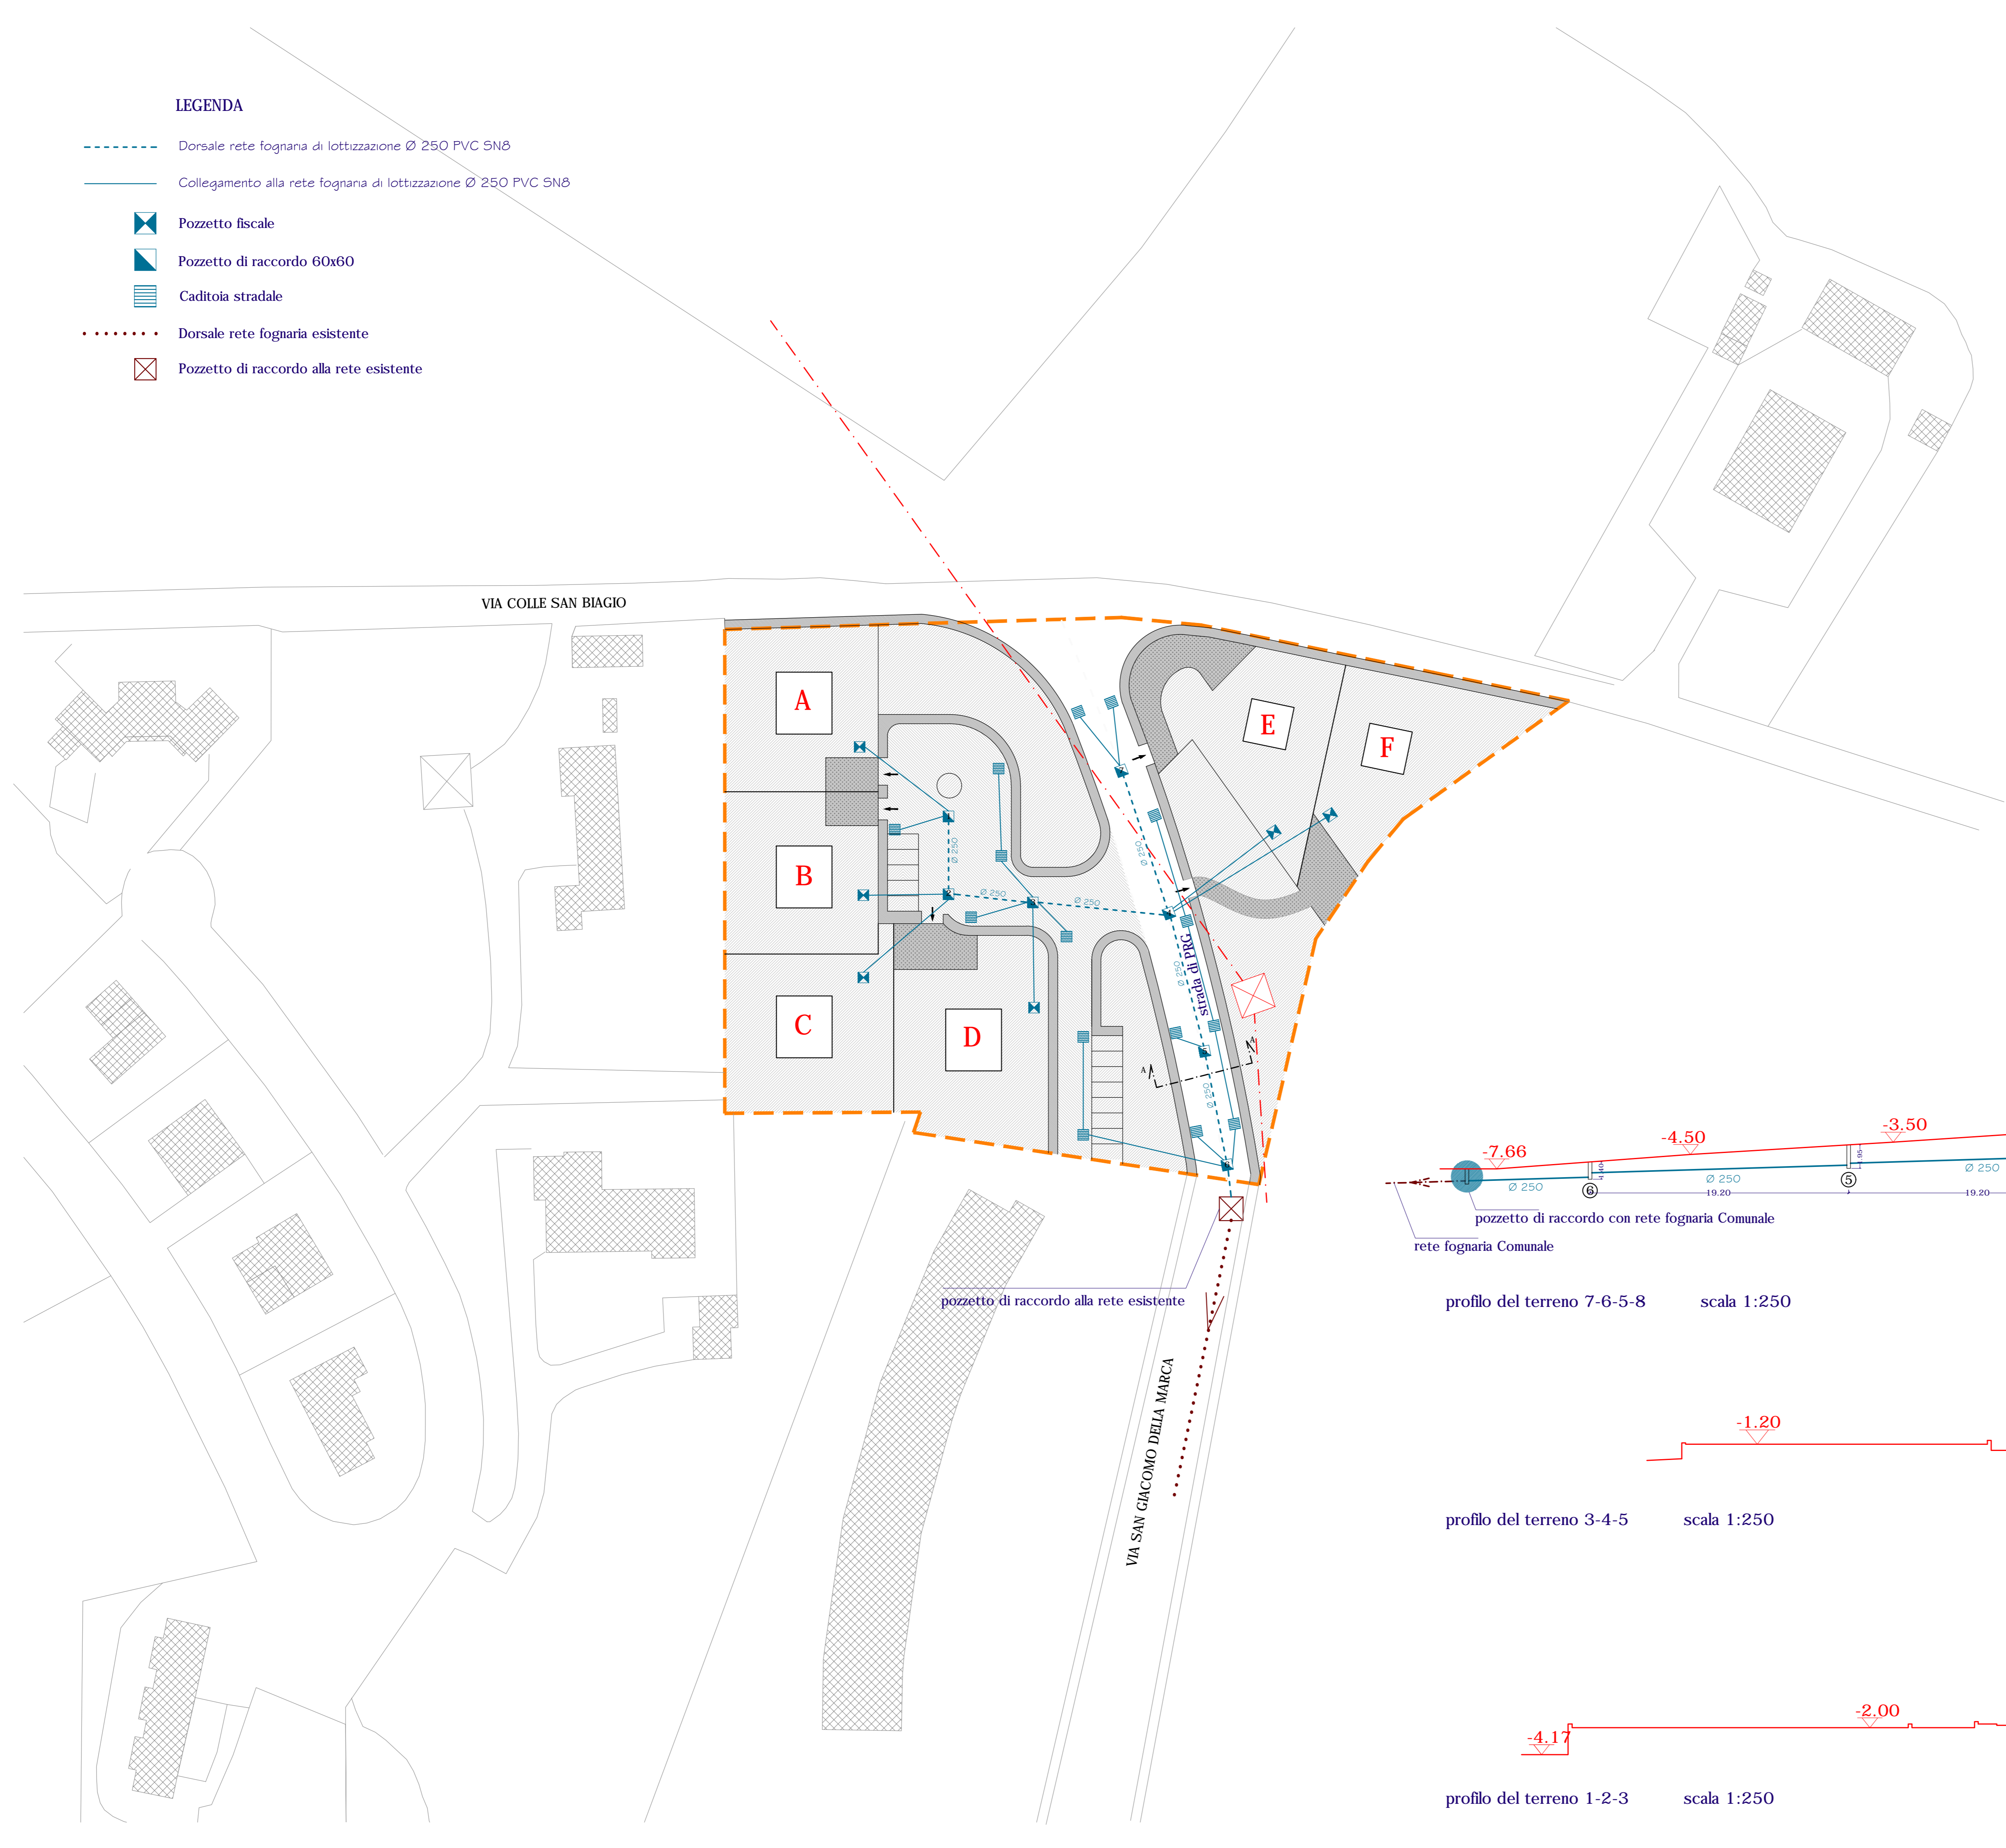 LEGENDA
Dorsale rete fognaria di lottizzazione Ø 250 PVC SN8
Collegamento alla rete fognaria di lottizzazione Ø 250 PVC SN8
Pozzetto fiscale
Pozzetto di raccordo 60x60
Caditoia stradale
Dorsale rete fognaria esistente
Pozzetto di raccordo alla rete esistente
VIA COLLE SAN BIAGIO
A
B
C
D
E
F
Ø 250
Ø 250
Ø 250
Ø 250
Ø 250
Ø 250
strada di PRG
A
A
pozzetto di raccordo alla rete esistente
VIA SAN GIACOMO DELLA MARCA
-7.66
-4.50
-3.50
Ø 250
Ø 250
Ø 250
6
5
19.20
19.20
pozzetto di raccordo con rete fognaria Comunale
rete fognaria Comunale
profilo del terreno 7-6-5-8 scala 1:250
-1.20
profilo del terreno 3-4-5 scala 1:250
-2.00
-4.17
profilo del terreno 1-2-3 scala 1:250